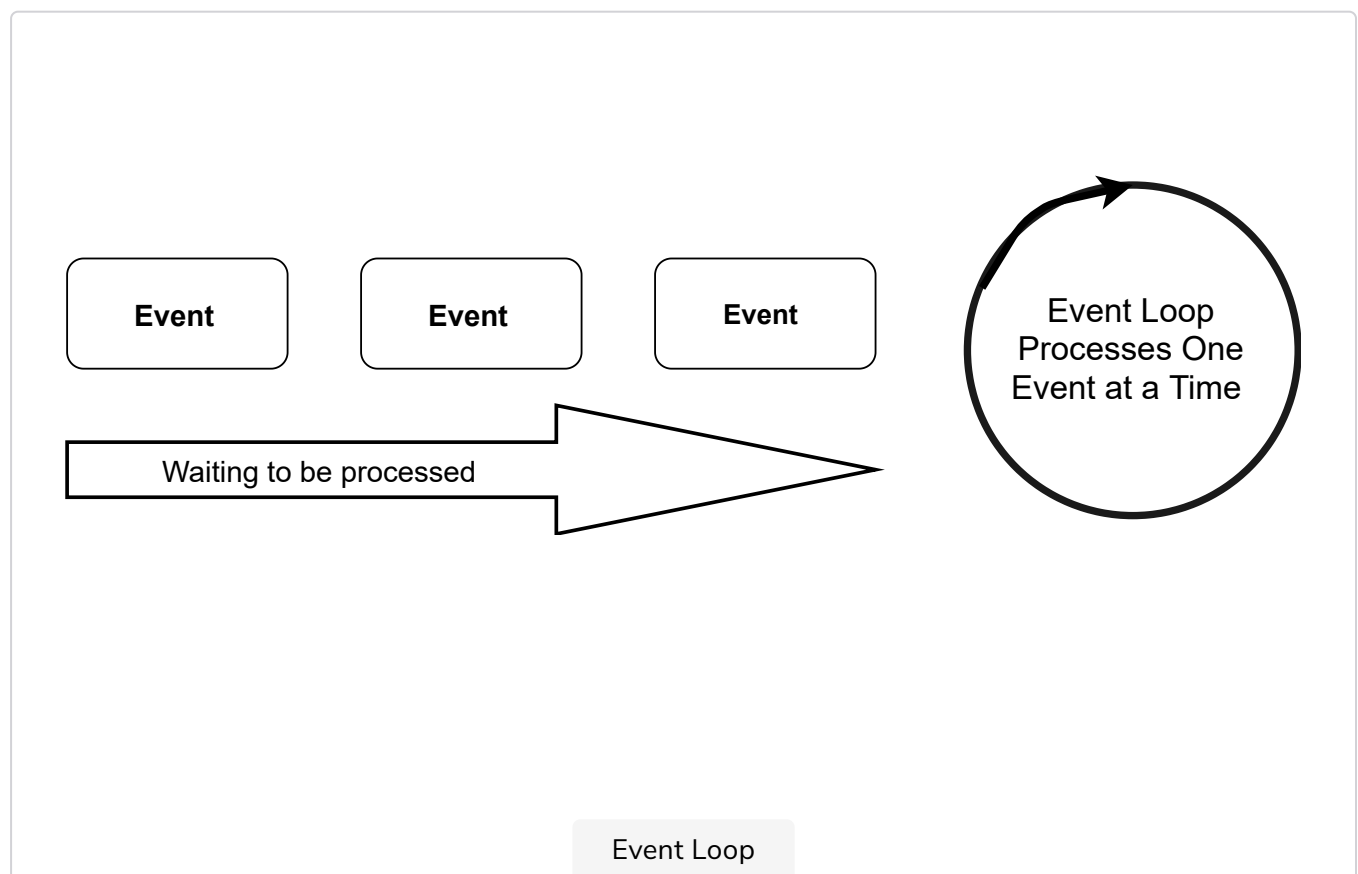 Event
Event
Event
Event Loop
Processes One
Event at a Time
Waiting to be processed
Event Loop